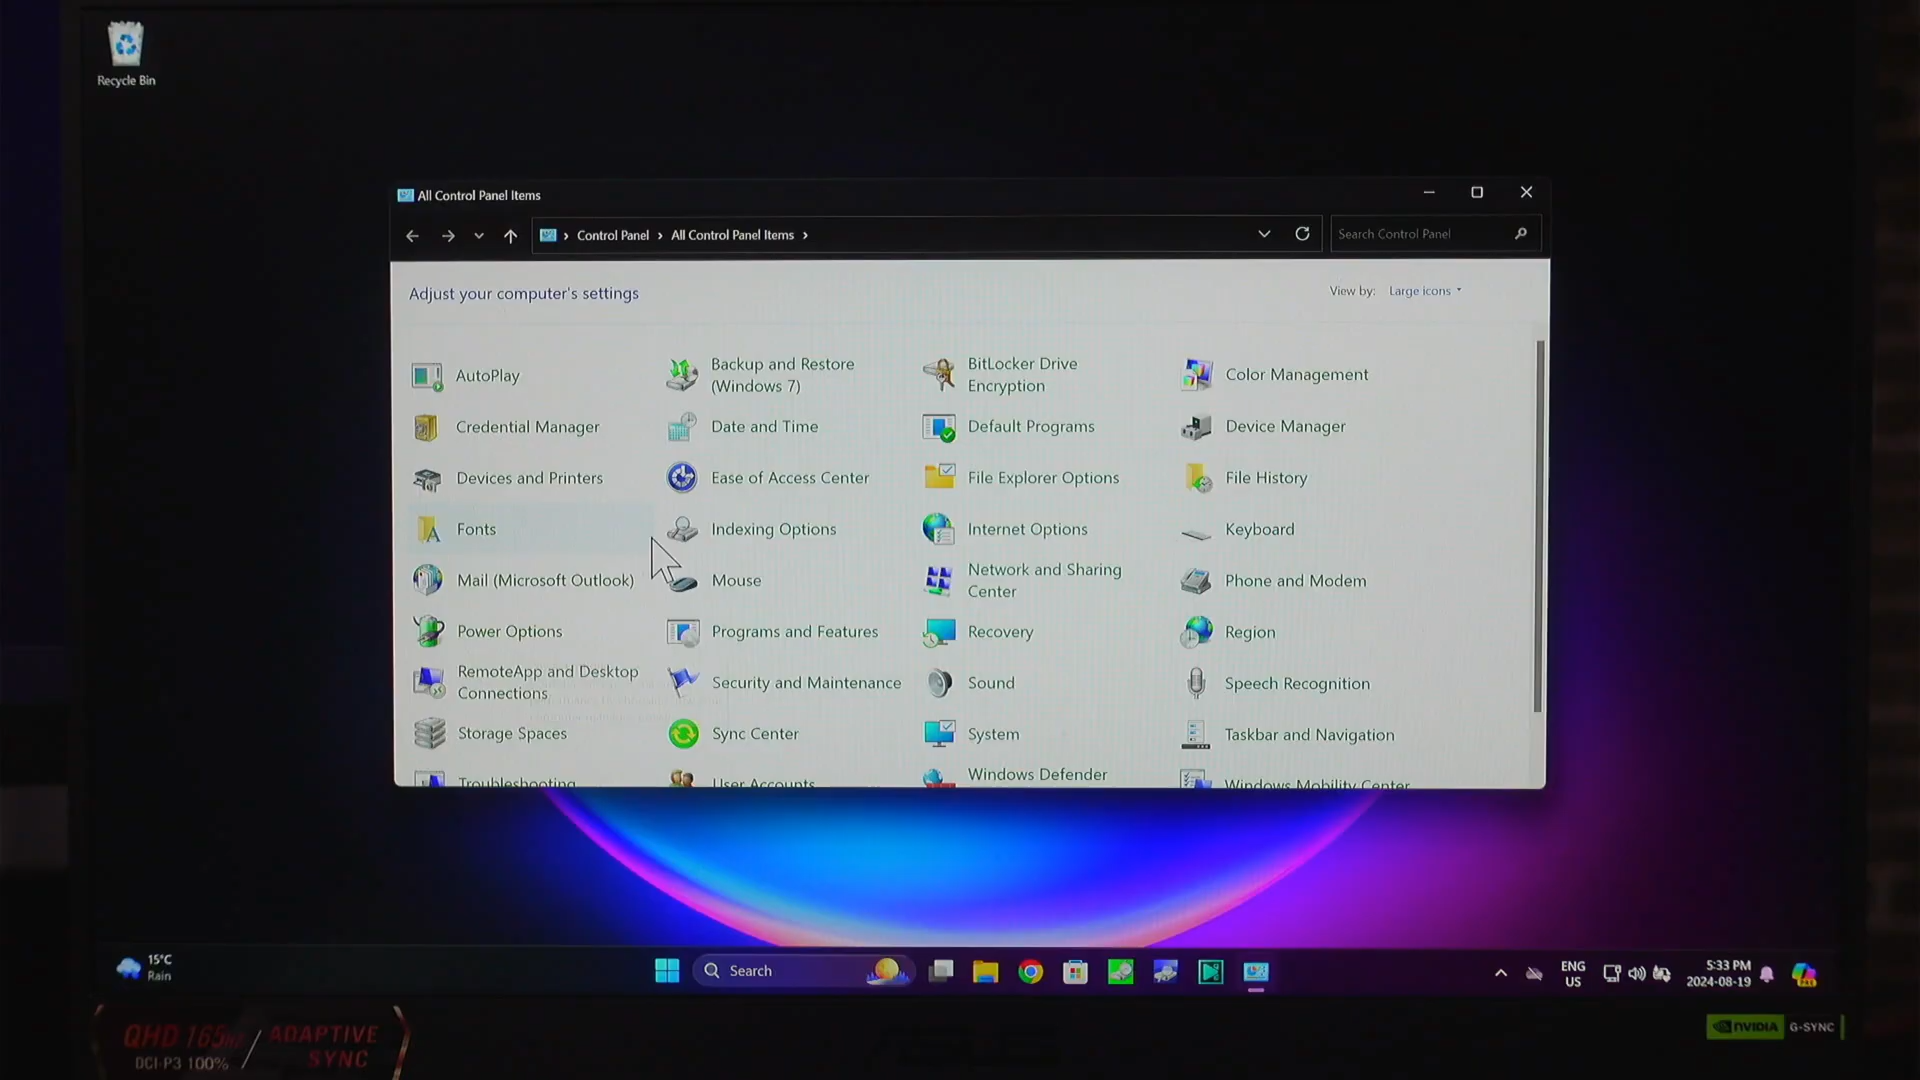 Recycle Bin
All Control Panel Items
Control Panel
All Control Panel Items
Search Control Panel
Adjust your computer's settings
View by: Large icons
AutoPlay
Backup and Restore
(Windows 7)
BitLocker Drive
Encryption
Color Management
Credential Manager
Date and Time
Default Programs
Device Manager
Devices and Printers
Ease of Access Center
File Explorer Options
File History
Fonts
Indexing Options
Internet Options
Keyboard
Mail (Microsoft Outlook)
Mouse
Network and Sharing
Center
Phone and Modem
Power Options
Programs and Features
Recovery
Region
RemoteApp and Desktop
Connections
Security and Maintenance
Sound
Speech Recognition
Storage Spaces
Sync Center
System
Taskbar and Navigation
Troubleshooting
User Accounts
Windows Defender
Windows Mobility Center
15°C
Rain
Search
ENG
US
5:33 PM
2024-08-19
QHD 165Hz / ADAPTIVE
DCI-P3 100% SYNC
NVIDIA G-SYNC